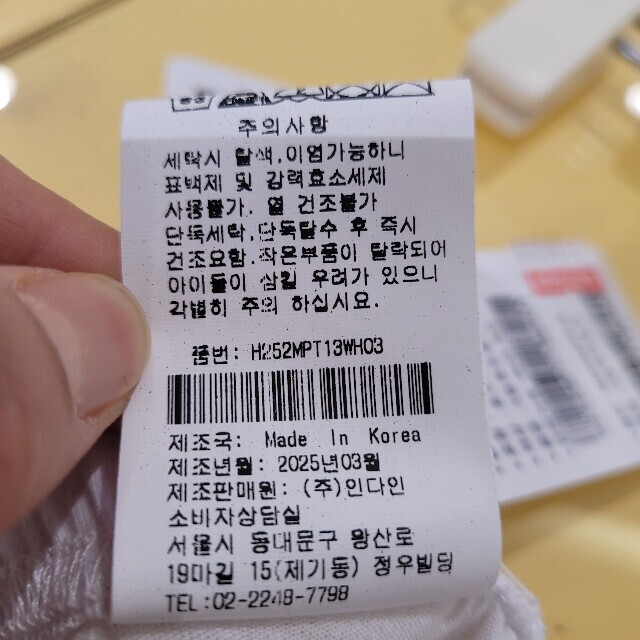 주의사항
세탁시 탈색,이염가능하니
표백제 및 강력효소세제
사용불가, 열 건조불가
단독세탁,단독탈수 후 즉시
건조요함.작은부품이 탈락되어
아이들이 삼킬 우려가 있으니
각별히 주의 하십시요.
품번: H252MPT13WH03
제조국: Made In Korea
제조년월: 2025년03월
제조판매원: (주)인다인
소비자상담실
서울시 동대문구 왕산로
19마길 15(제기동) 정우빌딩
TEL:02-2248-7798